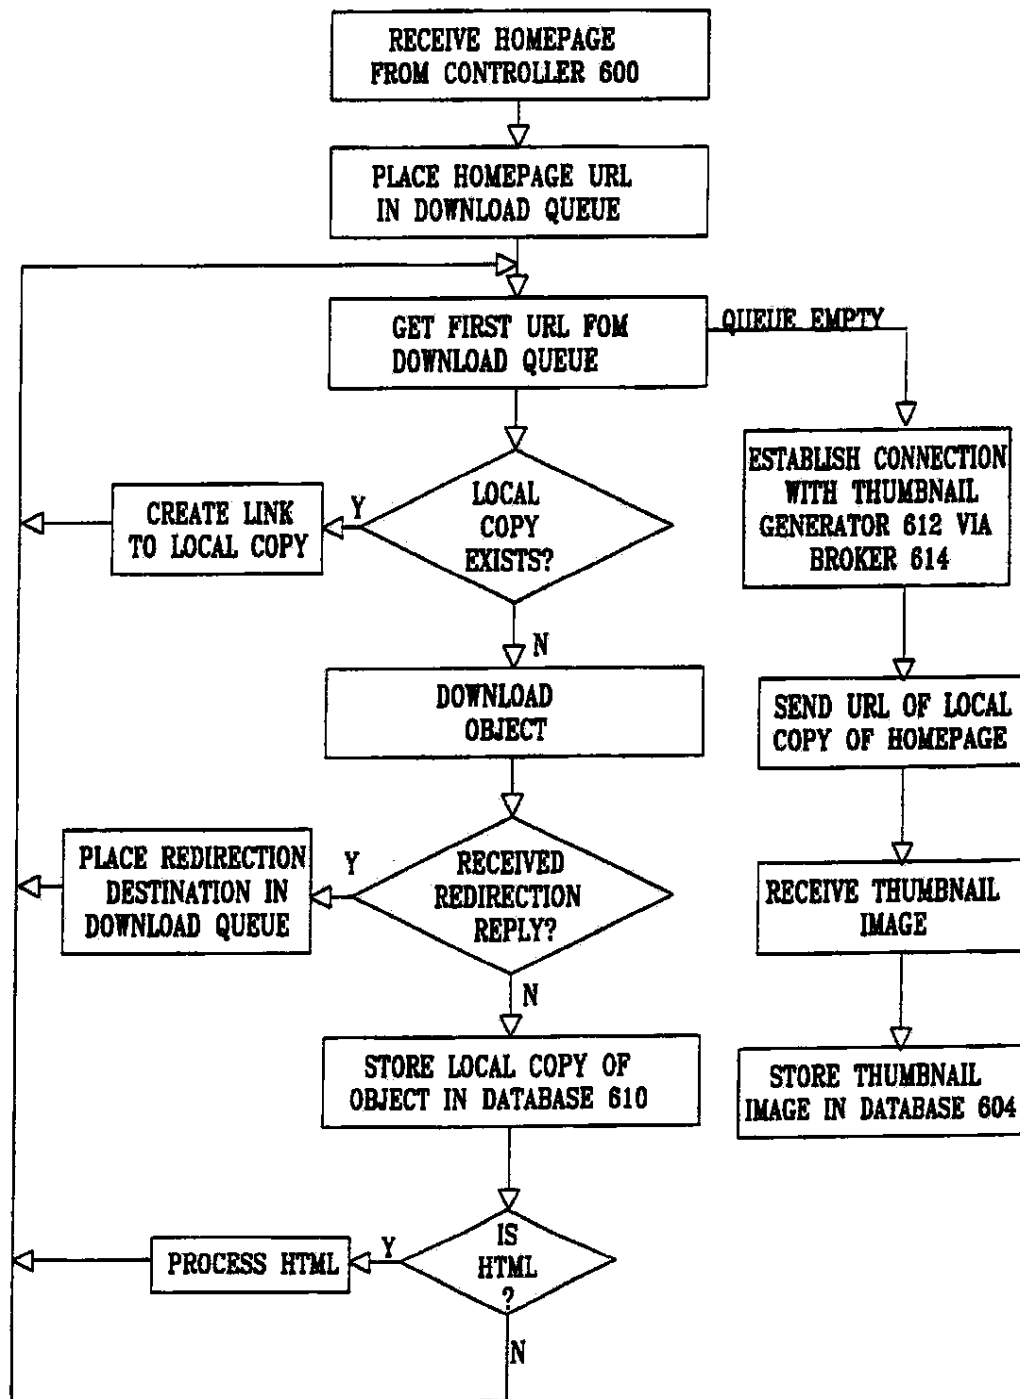 RECEIVE HOMEPAGE
FROM CONTROLLER 600
PLACE HOMEPAGE URL
IN DOWNLOAD QUEUE
GET FIRST URL FOM
DOWNLOAD QUEUE
QUEUE EMPTY
LOCAL
COPY
EXISTS?
Y
CREATE LINK
TO LOCAL COPY
N
DOWNLOAD
OBJECT
RECEIVED
REDIRECTION
REPLY?
Y
PLACE REDIRECTION
DESTINATION IN
DOWNLOAD QUEUE
N
STORE LOCAL COPY OF
OBJECT IN DATABASE 610
IS
HTML
?
Y
PROCESS HTML
N
ESTABLISH CONNECTION
WITH THUMBNAIL
GENERATOR 612 VIA
BROKER 614
SEND URL OF LOCAL
COPY OF HOMEPAGE
RECEIVE THUMBNAIL
IMAGE
STORE THUMBNAIL
IMAGE IN DATABASE 604